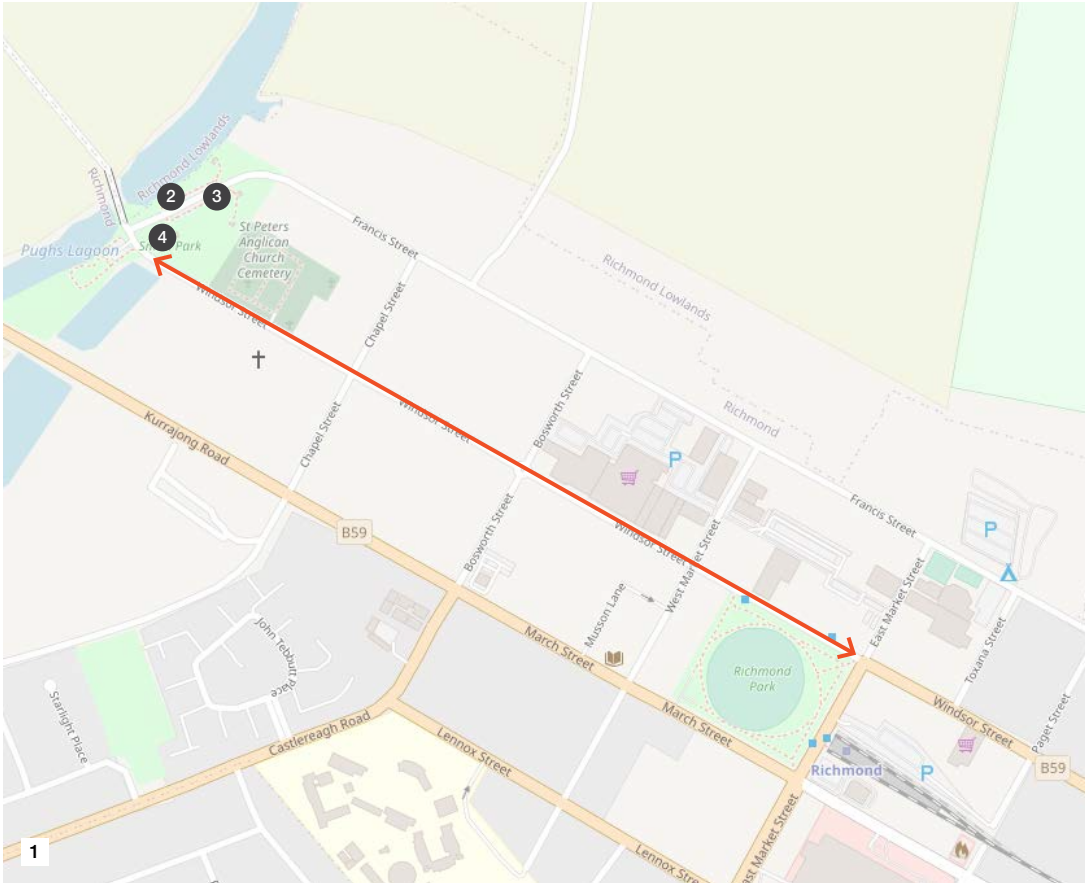 Richmond Lowlands
Richmond
2
3
4
Pughs Lagoon
St Peters
Anglican
Church
Cemetery
Francis Street
Windsor Street
Chapel Street
Richmond Lowlands
Chapel Street
Windsor Street
Bosworth Street
Richmond
P
Kurrajong Road
B59
Bosworth Street
Windsor Street
West Market Street
Francis Street
P
East Market Street
Musson Lane
March Street
John Tebbutt
Place
Starlight Place
Castlereagh Road
Lennox Street
March Street
Richmond
Park
Toxana Street
Windsor Street
Paget Street
B59
Richmond
P
Lennox Street
East Market Street
1